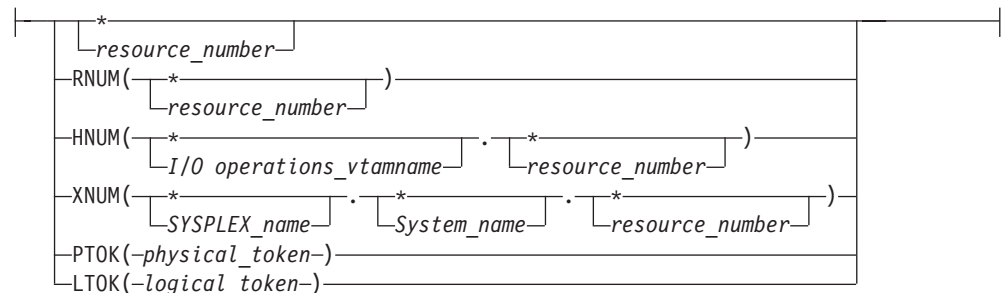 *
resource_number
RNUM( * )
resource_number
HNUM( * . * )
I/O operations_vtamname resource_number
XNUM( * . * . * )
SYSPLEX_name System_name resource_number
PTOK( physical_token )
LTOK( logical token )